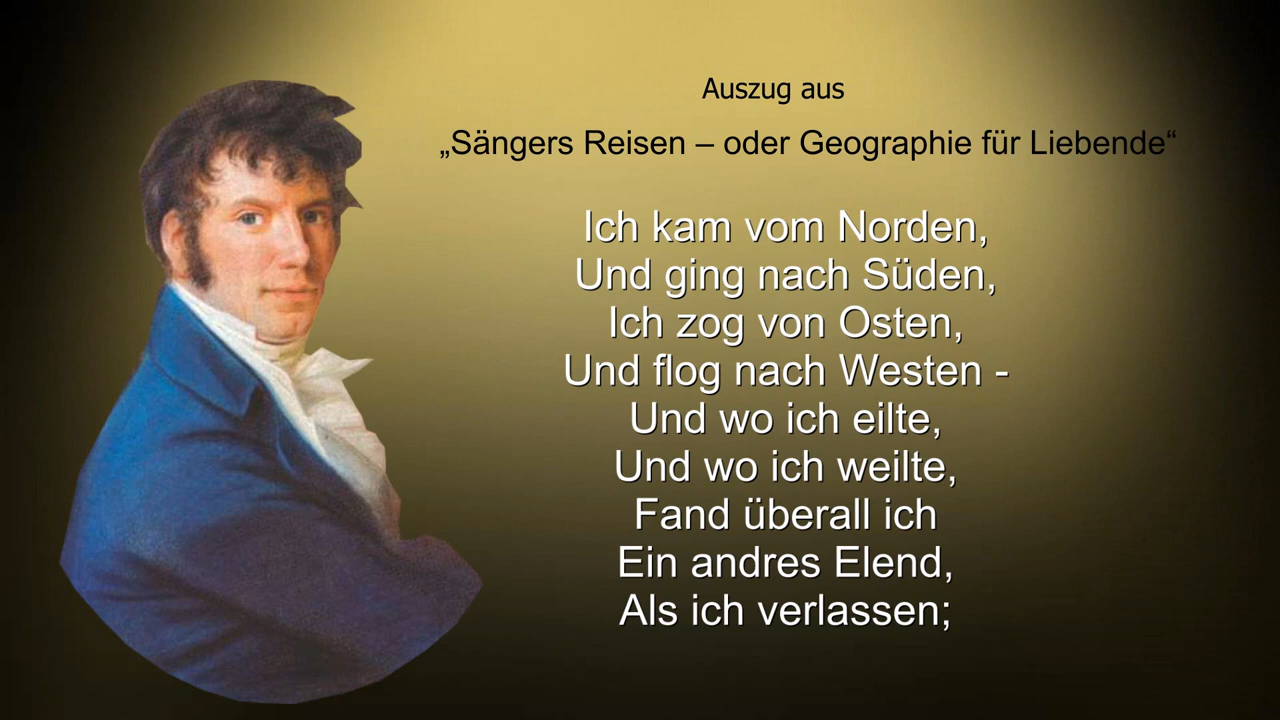 Auszug aus
„Sängers Reisen – oder Geographie für Liebende“
Ich kam vom Norden,
Und ging nach Süden,
Ich zog von Osten,
Und flog nach Westen -
Und wo ich eilte,
Und wo ich weilte,
Fand überall ich
Ein andres Elend,
Als ich verlassen;